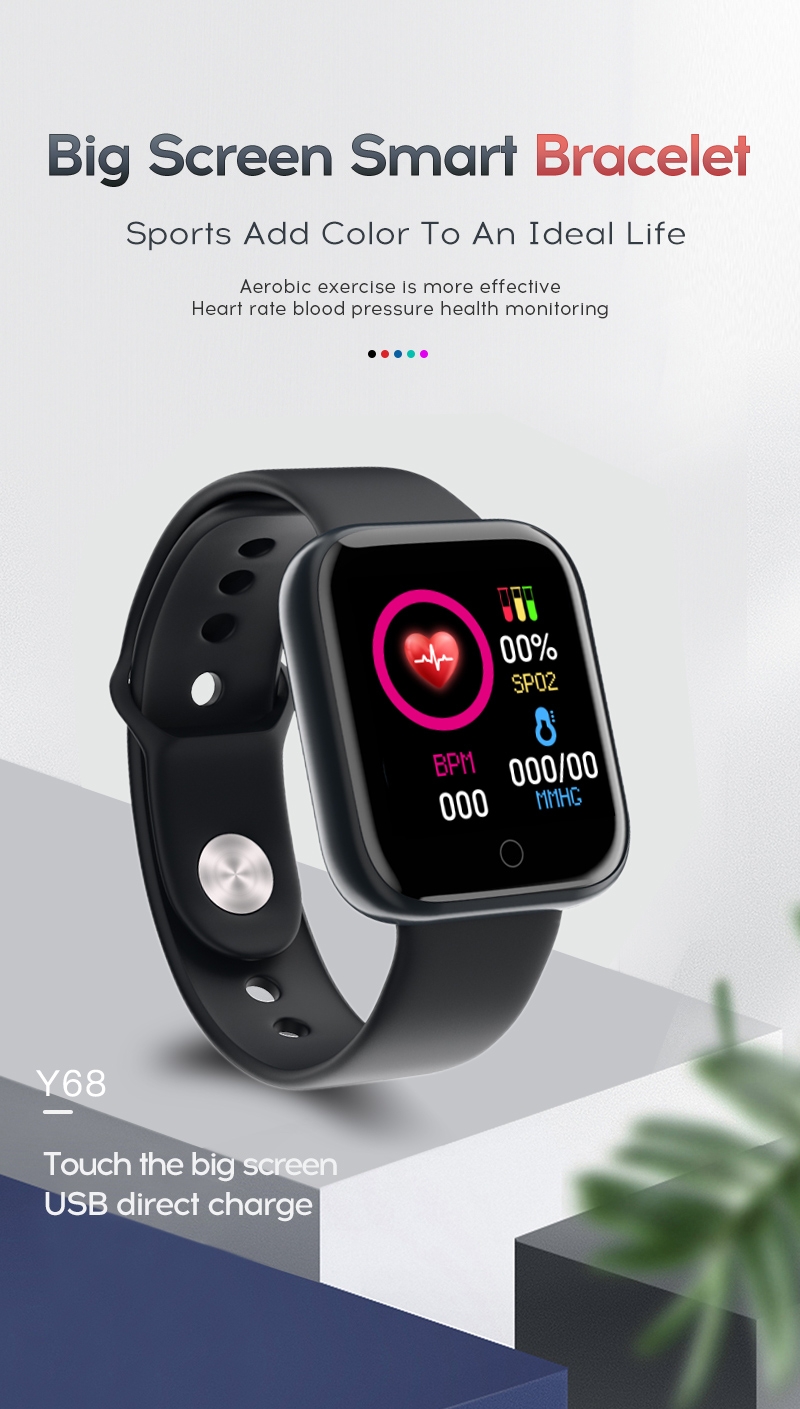 Big Screen Smart Bracelet
Sports Add Color To An Ideal Life
Aerobic exercise is more effective
Heart rate blood pressure health monitoring
00%
SPO2
BPM
000/00
000
MMHG
Y68
Touch the big screen
USB direct charge